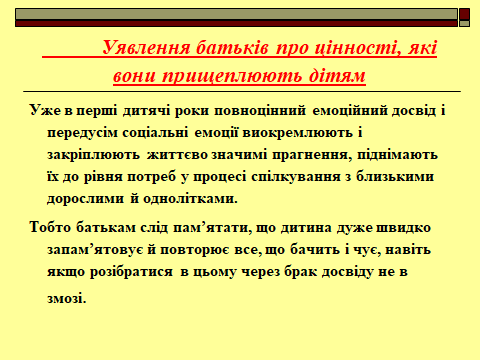 Уявлення батьків про цінності, які
вони прищеплюють дітям
Уже в перші дитячі роки повноцінний емоційний досвід і
передусім соціальні емоції виокремлюють і
закріплюють життєво значимі прагнення, піднімають
їх до рівня потреб у процесі спілкування з близькими
дорослими й однолітками.
Тобто батькам слід пам’ятати, що дитина дуже швидко
запам’ятовує й повторює все, що бачить і чує, навіть
якщо розібратися в цьому через брак досвіду не в
змозі.